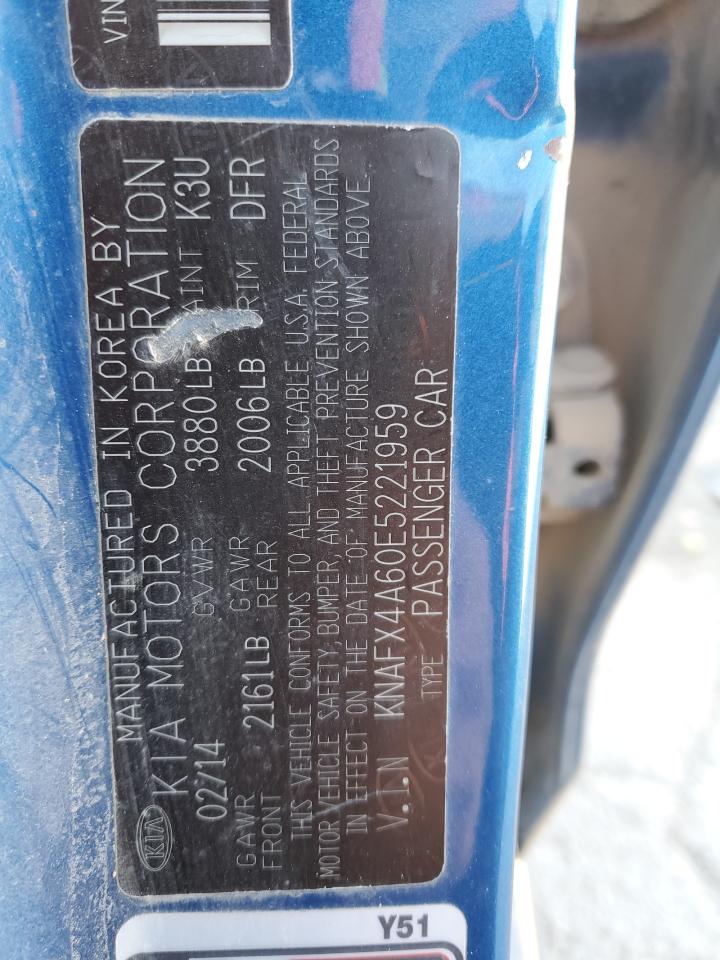 VIN
MANUFACTURED IN KOREA BY
KIA KIA MOTORS CORPORATION
02/14 GVWR 3880LB PAINT K3U
GAWR FRONT 2161LB GAWR REAR 2006LB TRIM DFR
THIS VEHICLE CONFORMS TO ALL APPLICABLE U.S.A. FEDERAL
MOTOR VEHICLE SAFETY, BUMPER, AND THEFT PREVENTION STANDARDS
IN EFFECT ON THE DATE OF MANUFACTURE SHOWN ABOVE
V.I.N KNAFX4A60E5221959
TYPE PASSENGER CAR
Y51